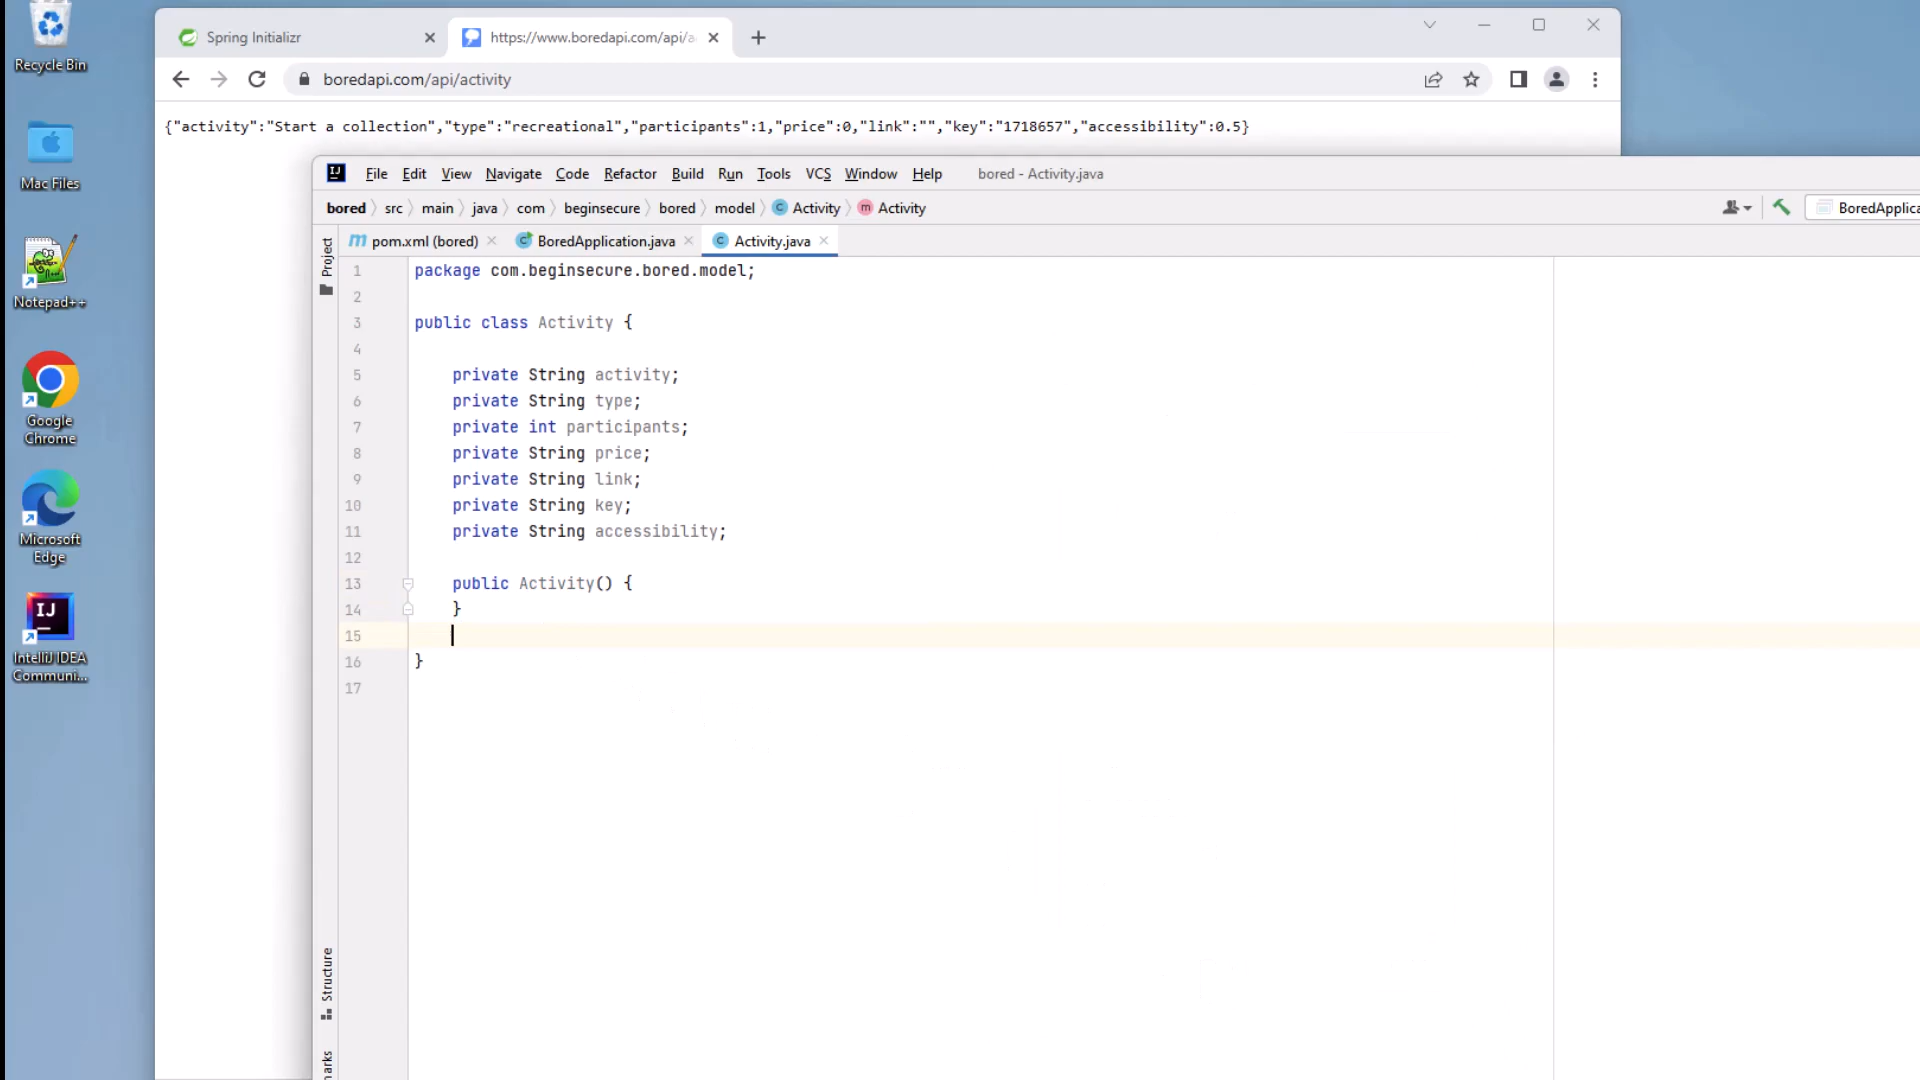 Recycle Bin
Mac Files
Notepad++
Google
Chrome
Microsoft
Edge
IntelliJ IDEA
Communi...
Spring Initializr
https://www.boredapi.com/api/a
boredapi.com/api/activity
{"activity":"Start a collection","type":"recreational","participants":1,"price":0,"link":"","key":"1718657","accessibility":0.5}
File Edit View Navigate Code Refactor Build Run Tools VCS Window Help bored - Activity.java
bored src main java com beginsecure bored model Activity Activity
BoredApplica
pom.xml (bored) BoredApplication.java Activity.java
Project
1 package com.beginsecure.bored.model;
2
3 public class Activity {
4
5 private String activity;
6 private String type;
7 private int participants;
8 private String price;
9 private String link;
10 private String key;
11 private String accessibility;
12
13 public Activity() {
14 }
15
16 }
17
Structure
marks